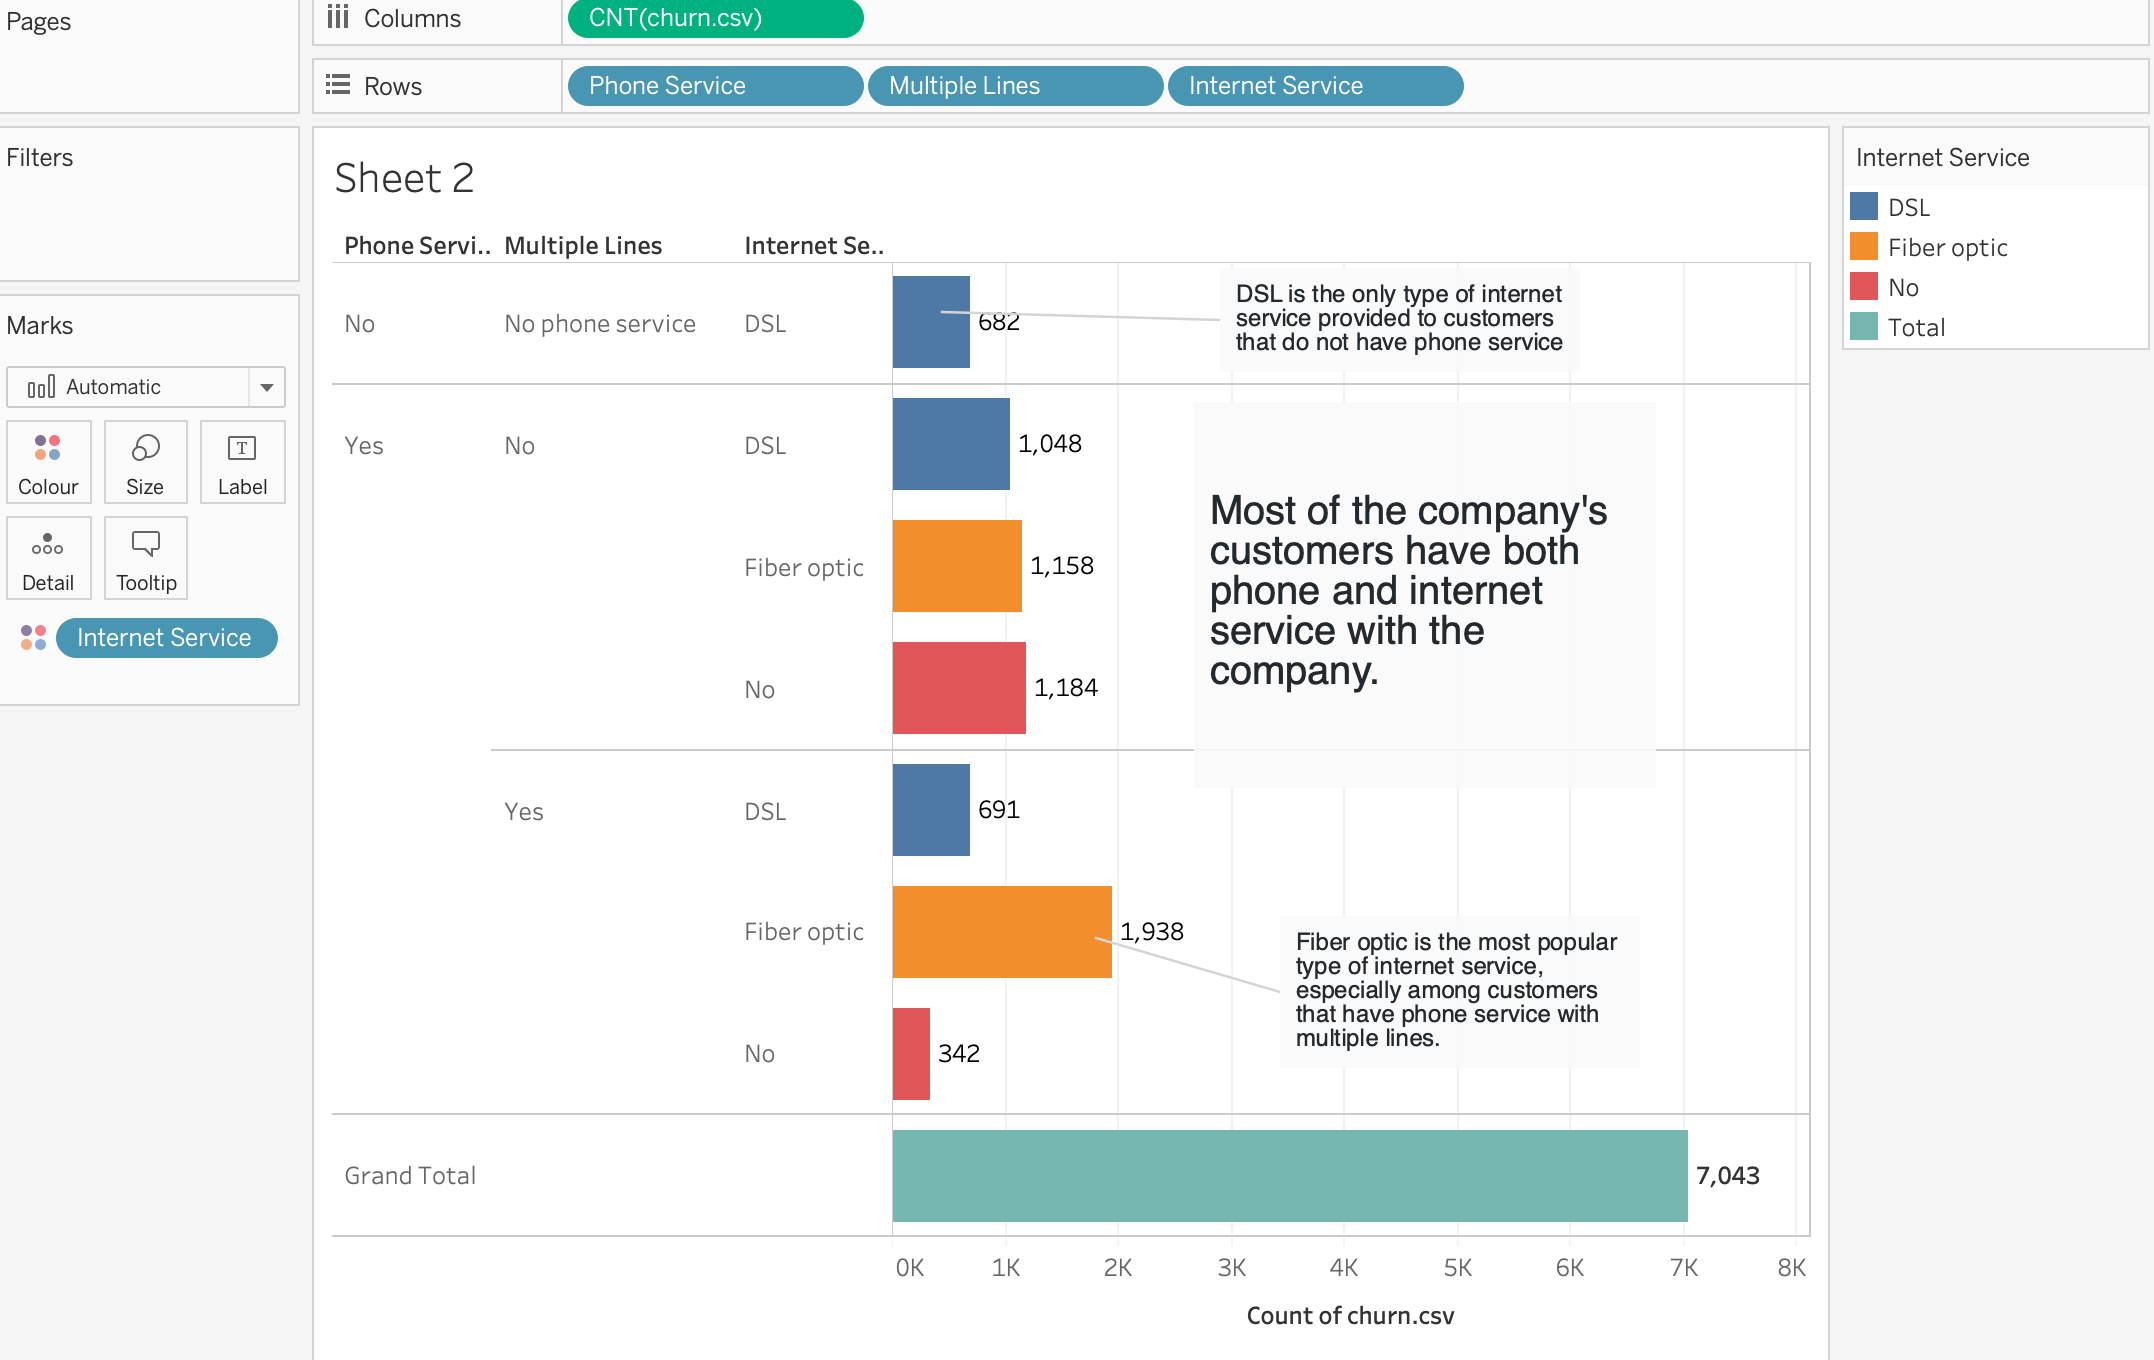 Pages
Columns
CNT(churn.csv)
Rows
Phone Service
Multiple Lines
Internet Service
Filters
Marks
Automatic
Colour
Size
Label
Detail
Tooltip
Internet Service
Sheet 2
Phone Servi.. Multiple Lines Internet Se..
No No phone service DSL 682
DSL is the only type of internet
service provided to customers
that do not have phone service
Yes No DSL 1,048
Fiber optic 1,158
No 1,184
Most of the company's
customers have both
phone and internet
service with the
company.
Yes DSL 691
Fiber optic 1,938
Fiber optic is the most popular
type of internet service,
especially among customers
that have phone service with
multiple lines.
No 342
Grand Total 7,043
0K 1K 2K 3K 4K 5K 6K 7K 8K
Count of churn.csv
Internet Service
DSL
Fiber optic
No
Total